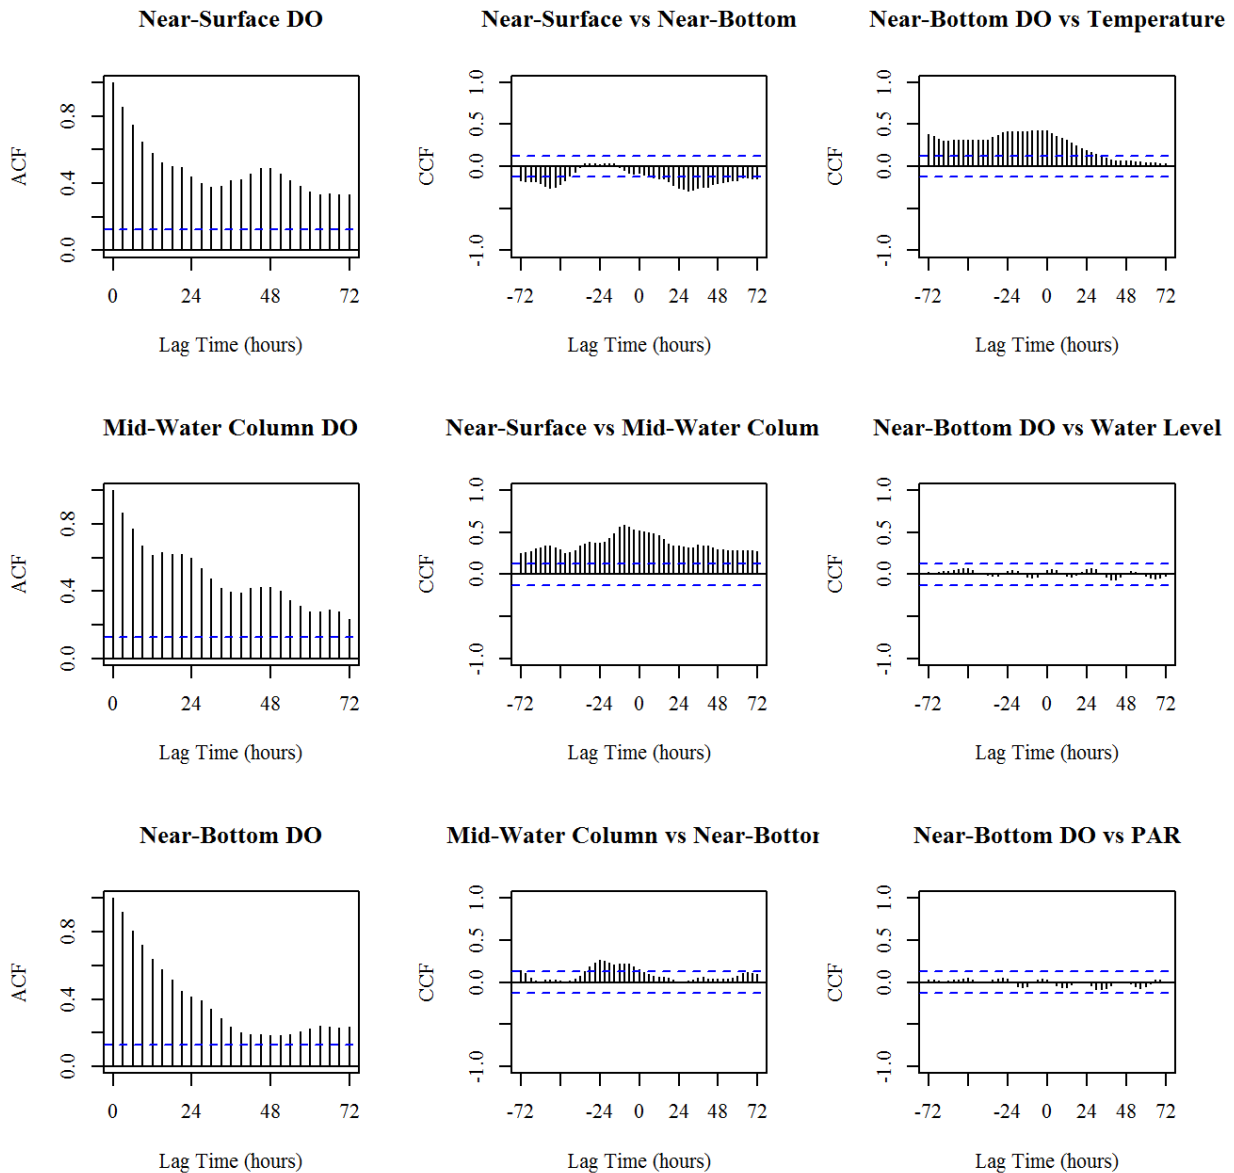 Near-Surface DO
ACF
0.0 0.4 0.8
0 24 48 72
Lag Time (hours)
Near-Surface vs Near-Bottom
CCF
-1.0 0.0 0.5 1.0
-72 -24 0 24 48 72
Lag Time (hours)
Near-Bottom DO vs Temperature
CCF
-1.0 0.0 0.5 1.0
-72 -24 0 24 48 72
Lag Time (hours)
Mid-Water Column DO
ACF
0.0 0.4 0.8
0 24 48 72
Lag Time (hours)
Near-Surface vs Mid-Water Colum
CCF
-1.0 0.0 0.5 1.0
-72 -24 0 24 48 72
Lag Time (hours)
Near-Bottom DO vs Water Level
CCF
-1.0 0.0 0.5 1.0
-72 -24 0 24 48 72
Lag Time (hours)
Near-Bottom DO
ACF
0.0 0.4 0.8
0 24 48 72
Lag Time (hours)
Mid-Water Column vs Near-Bottor
CCF
-1.0 0.0 0.5 1.0
-72 -24 0 24 48 72
Lag Time (hours)
Near-Bottom DO vs PAR
CCF
-1.0 0.0 0.5 1.0
-72 -24 0 24 48 72
Lag Time (hours)